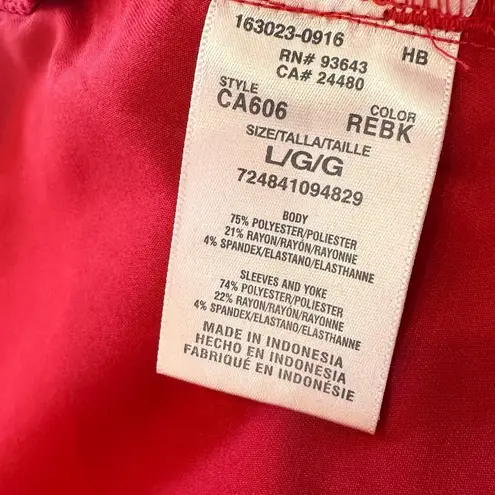 163023-0916
HB
RN# 93643
CA# 24480
STYLE COLOR
CA606 REBK
SIZE/TALLA/TAILLE
L/G/G
724841094829
BODY
75% POLYESTER/POLIESTER
21% RAYON/RAYÓN/RAYONNE
4% SPANDEX/ELASTANO/ELASTHANNE
SLEEVES AND YOKE
74% POLYESTER/POLIESTER
22% RAYON/RAYÓN/RAYONNE
4% SPANDEX/ELASTANO/ELASTHANNE
MADE IN INDONESIA
HECHO EN INDONESIA
FABRIQUÉ EN INDONÉSIE